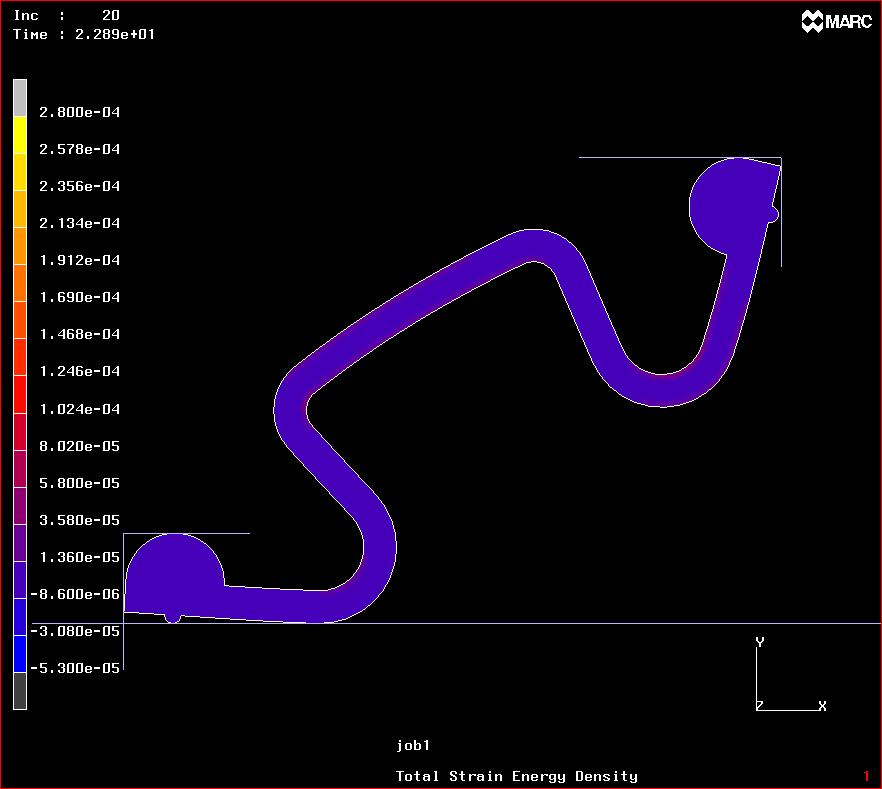 Inc : 20
Time : 2.289e+01
MARC
2.800e-04
2.578e-04
2.356e-04
2.134e-04
1.912e-04
1.690e-04
1.468e-04
1.246e-04
1.024e-04
8.020e-05
5.800e-05
3.580e-05
1.360e-05
-8.600e-06
-3.080e-05
-5.300e-05
Y
Z
X
job1
Total Strain Energy Density
1